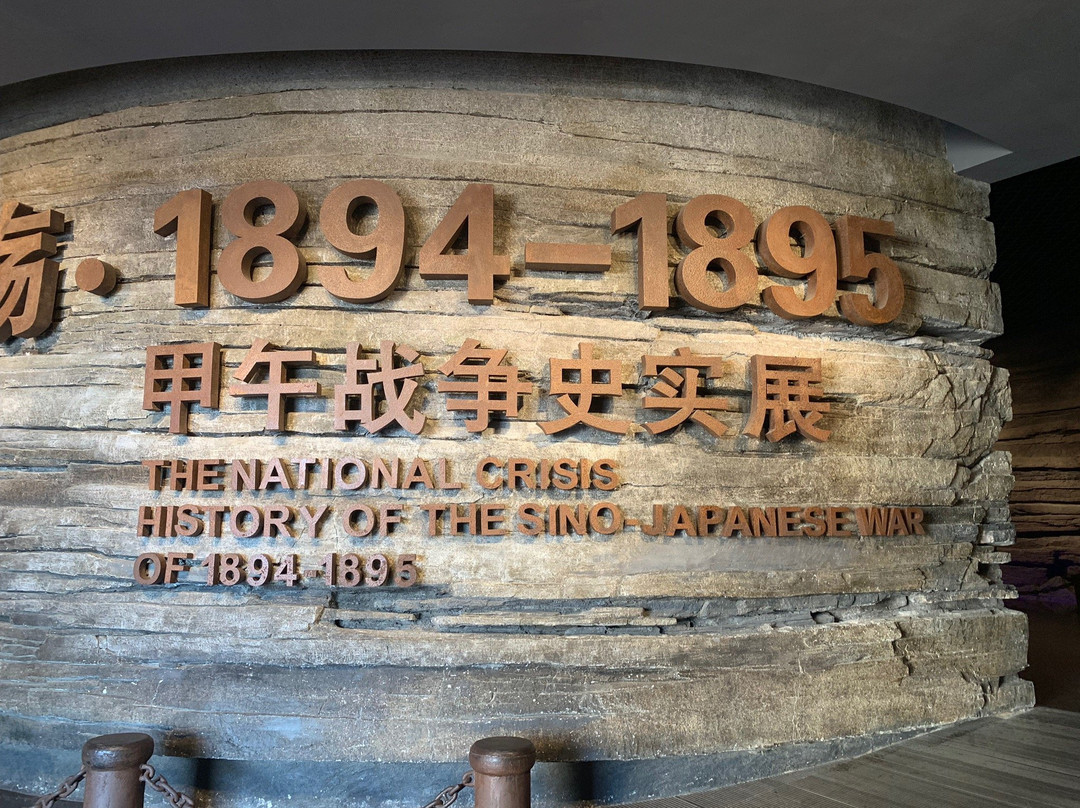 ·1894–1895
甲午战争史实展
THE NATIONAL CRISIS
HISTORY OF THE SINO-JAPANESE WAR
OF 1894-1895